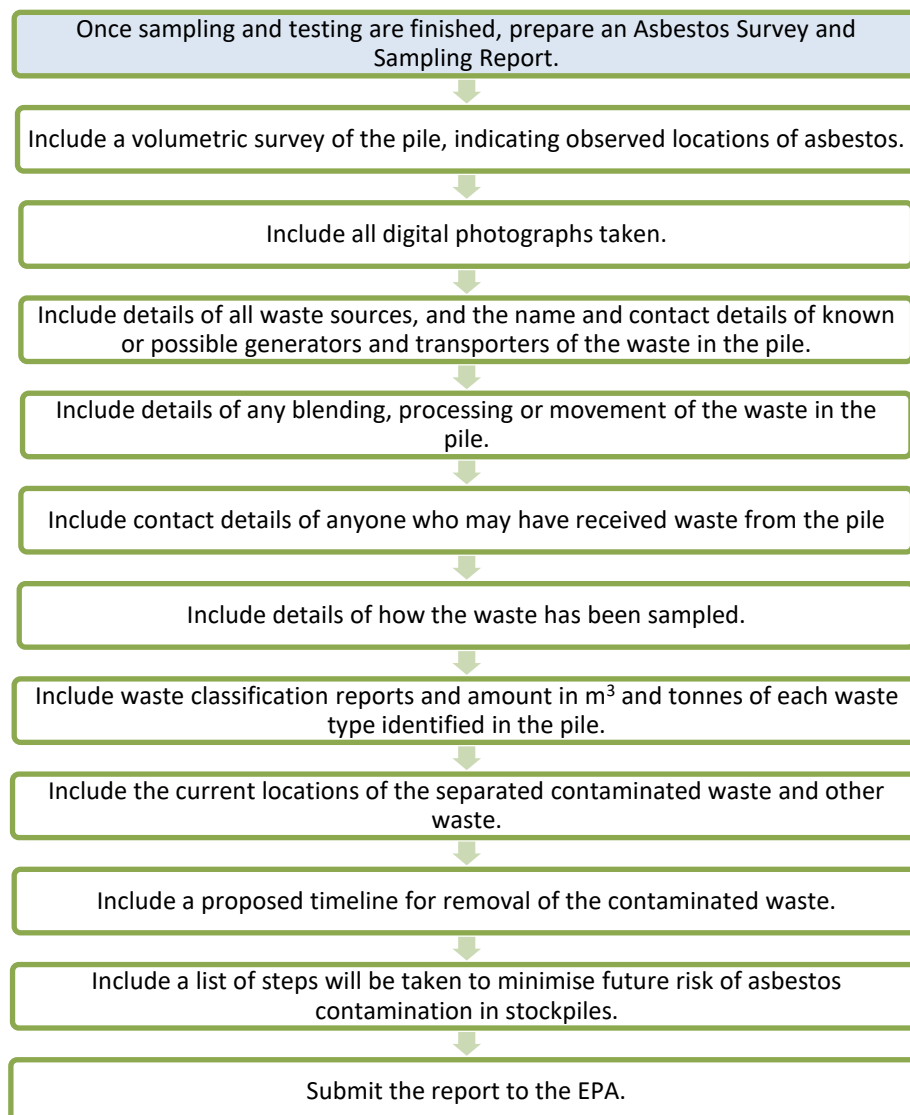 Once sampling and testing are finished, prepare an Asbestos Survey and
Sampling Report.
Include a volumetric survey of the pile, indicating observed locations of asbestos.
Include all digital photographs taken.
Include details of all waste sources, and the name and contact details of known
or possible generators and transporters of the waste in the pile.
Include details of any blending, processing or movement of the waste in the
pile.
Include contact details of anyone who may have received waste from the pile
Include details of how the waste has been sampled.
Include waste classification reports and amount in m³ and tonnes of each waste
type identified in the pile.
Include the current locations of the separated contaminated waste and other
waste.
Include a proposed timeline for removal of the contaminated waste.
Include a list of steps will be taken to minimise future risk of asbestos
contamination in stockpiles.
Submit the report to the EPA.